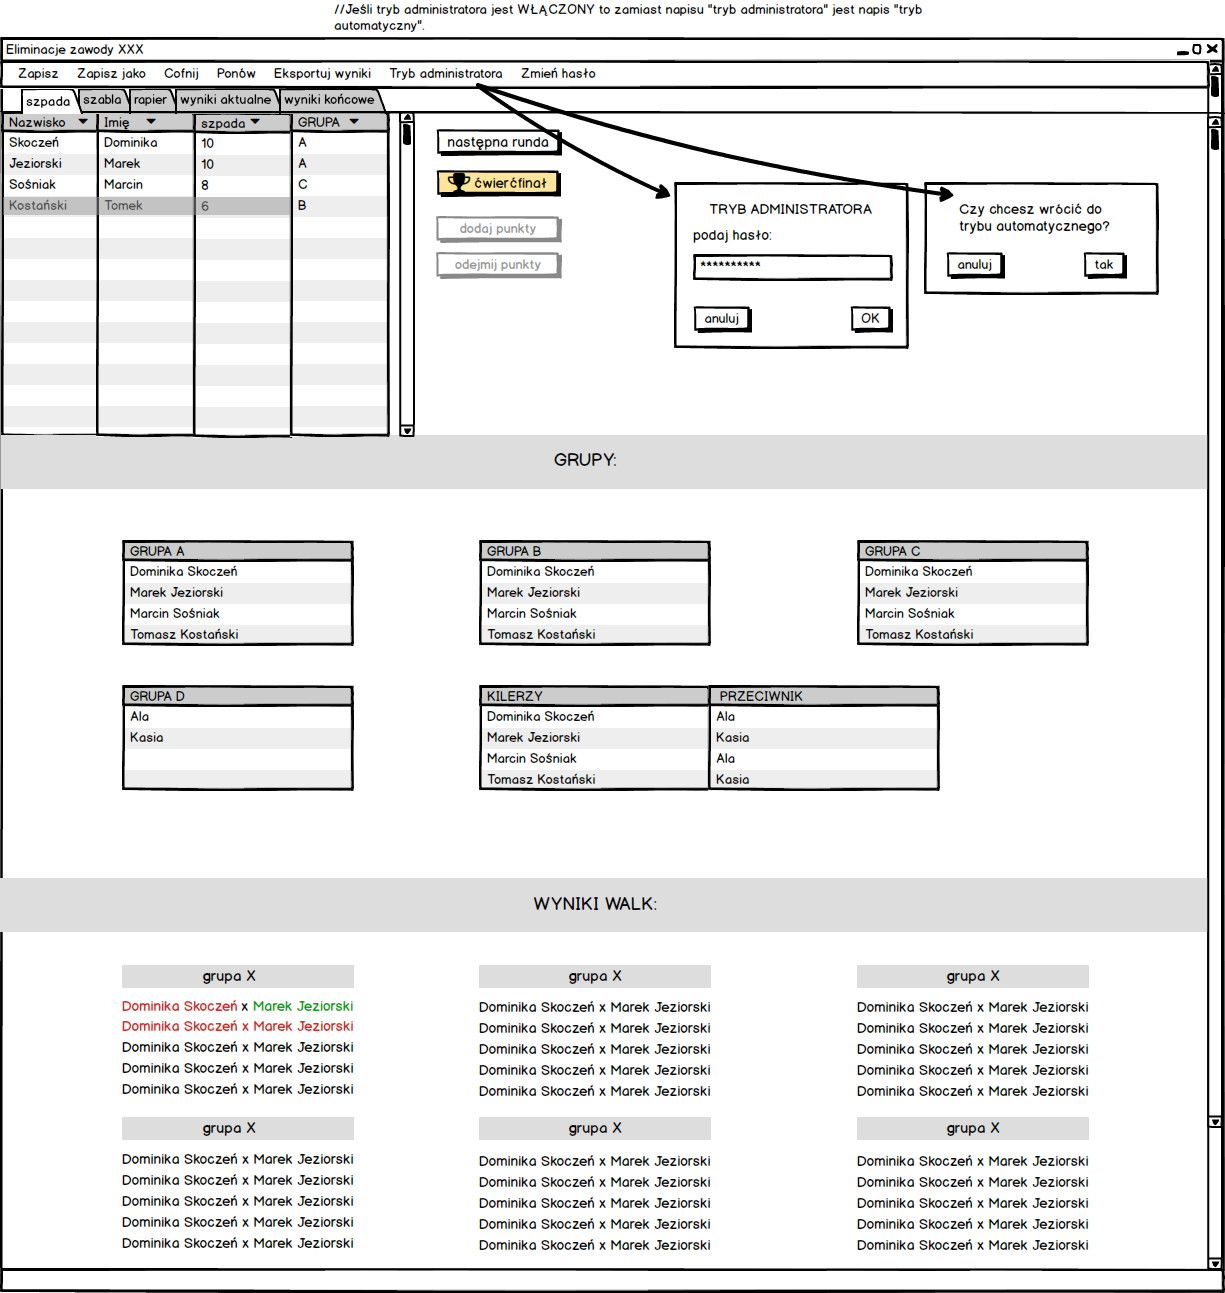 //Jeśli tryb administratora jest WŁĄCZONY to zamiast napisu "tryb administratora" jest napis "tryb
automatyczny".
Eliminacje zawody XXX
Zapisz Zapisz jako Cofnij Ponów Eksportuj wyniki Tryb administratora Zmień hasło
szpada szabla rapier wyniki aktualne wyniki końcowe
Nazwisko Imię szpada GRUPA
Skoczeń Dominika 10 A
Jeziorski Marek 10 A
Sośniak Marcin 8 C
Kostański Tomek 6 B
następna runda
ćwierćfinał
dodaj punkty
odejmij punkty
TRYB ADMINISTRATORA
podaj hasło:
**********
anuluj OK
Czy chcesz wrócić do
trybu automatycznego?
anuluj tak
GRUPY:
GRUPA A
Dominika Skoczeń
Marek Jeziorski
Marcin Sośniak
Tomasz Kostański
GRUPA B
Dominika Skoczeń
Marek Jeziorski
Marcin Sośniak
Tomasz Kostański
GRUPA C
Dominika Skoczeń
Marek Jeziorski
Marcin Sośniak
Tomasz Kostański
GRUPA D
Ala
Kasia
KILERZY PRZECIWNIK
Dominika Skoczeń Ala
Marek Jeziorski Kasia
Marcin Sośniak Ala
Tomasz Kostański Kasia
WYNIKI WALK:
grupa X
Dominika Skoczeń x Marek Jeziorski
Dominika Skoczeń x Marek Jeziorski
Dominika Skoczeń x Marek Jeziorski
Dominika Skoczeń x Marek Jeziorski
Dominika Skoczeń x Marek Jeziorski
grupa X
Dominika Skoczeń x Marek Jeziorski
Dominika Skoczeń x Marek Jeziorski
Dominika Skoczeń x Marek Jeziorski
Dominika Skoczeń x Marek Jeziorski
Dominika Skoczeń x Marek Jeziorski
grupa X
Dominika Skoczeń x Marek Jeziorski
Dominika Skoczeń x Marek Jeziorski
Dominika Skoczeń x Marek Jeziorski
Dominika Skoczeń x Marek Jeziorski
Dominika Skoczeń x Marek Jeziorski
grupa X
Dominika Skoczeń x Marek Jeziorski
Dominika Skoczeń x Marek Jeziorski
Dominika Skoczeń x Marek Jeziorski
Dominika Skoczeń x Marek Jeziorski
Dominika Skoczeń x Marek Jeziorski
grupa X
Dominika Skoczeń x Marek Jeziorski
Dominika Skoczeń x Marek Jeziorski
Dominika Skoczeń x Marek Jeziorski
Dominika Skoczeń x Marek Jeziorski
Dominika Skoczeń x Marek Jeziorski
grupa X
Dominika Skoczeń x Marek Jeziorski
Dominika Skoczeń x Marek Jeziorski
Dominika Skoczeń x Marek Jeziorski
Dominika Skoczeń x Marek Jeziorski
Dominika Skoczeń x Marek Jeziorski